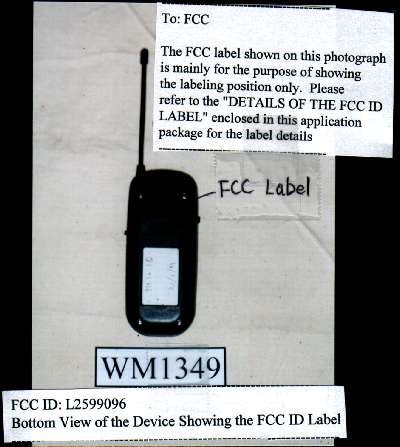 To: FCC
The FCC label shown on this photograph
is mainly for the purpose of showing
the labeling position only. Please
refer to the "DETAILS OF THE FCC ID
LABEL" enclosed in this application
package for the label details
FCC Label
WM1349
FCC ID: L2599096
Bottom View of the Device Showing the FCC ID Label